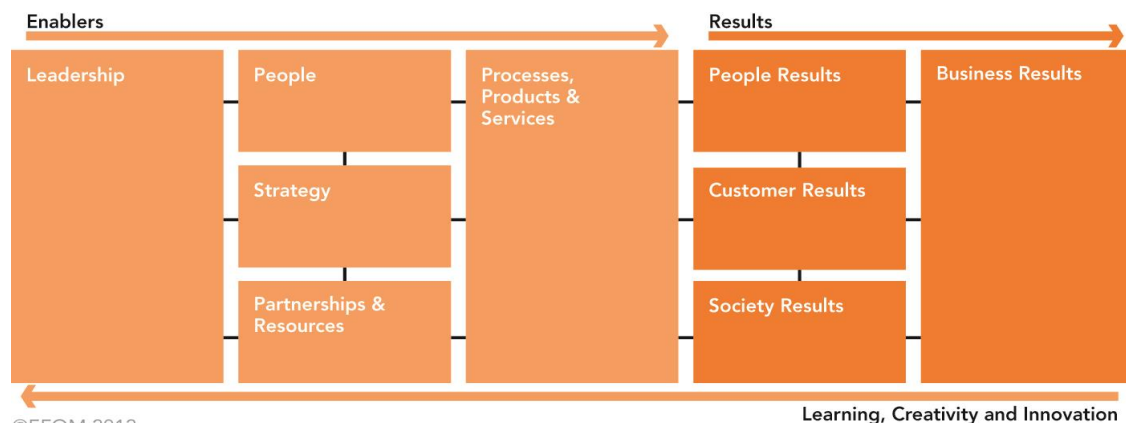 Enablers
Results
Leadership
People
Processes,
Products &
Services
People Results
Business Results
Strategy
Customer Results
Partnerships &
Resources
Society Results
Learning, Creativity and Innovation